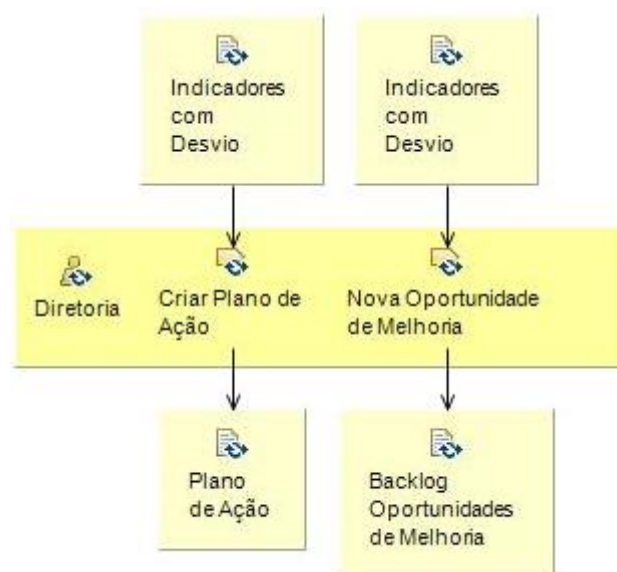 Indicadores
com
Desvio
Indicadores
com
Desvio
Diretoria
Criar Plano de
Ação
Nova Oportunidade
de Melhoria
Plano
de Ação
Backlog
Oportunidades
de Melhoria